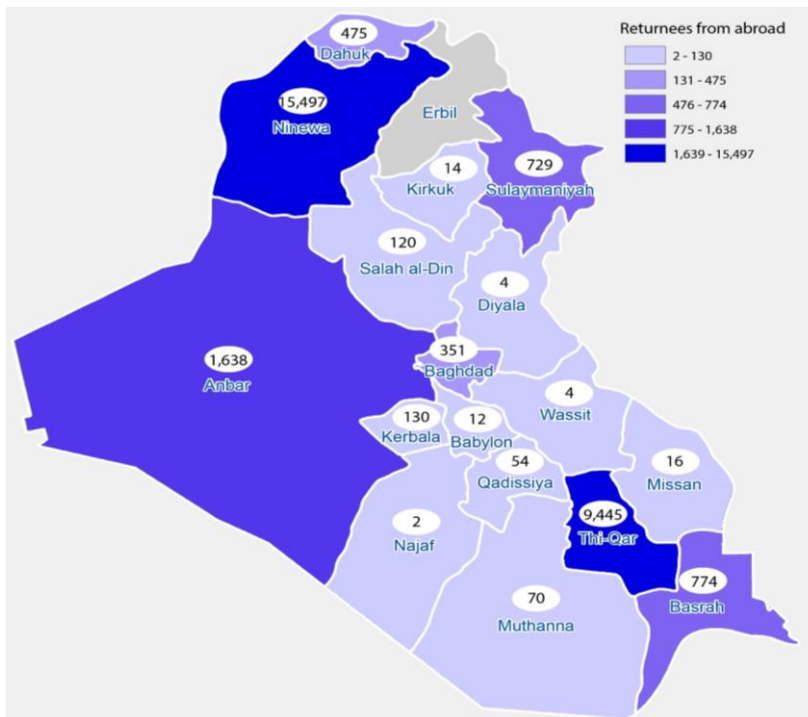 Returnees from abroad
2 - 130
131 - 475
476 - 774
775 - 1,638
1,639 - 15,497
475
Dahuk
15,497
Ninewa
Erbil
14
Kirkuk
729
Sulaymaniyah
120
Salah al-Din
4
Diyala
351
Baghdad
1,638
Anbar
4
Wassit
130
Kerbala
12
Babylon
54
Qadissiya
16
Missan
2
Najaf
9,445
Thi-Qar
774
Basrah
70
Muthanna